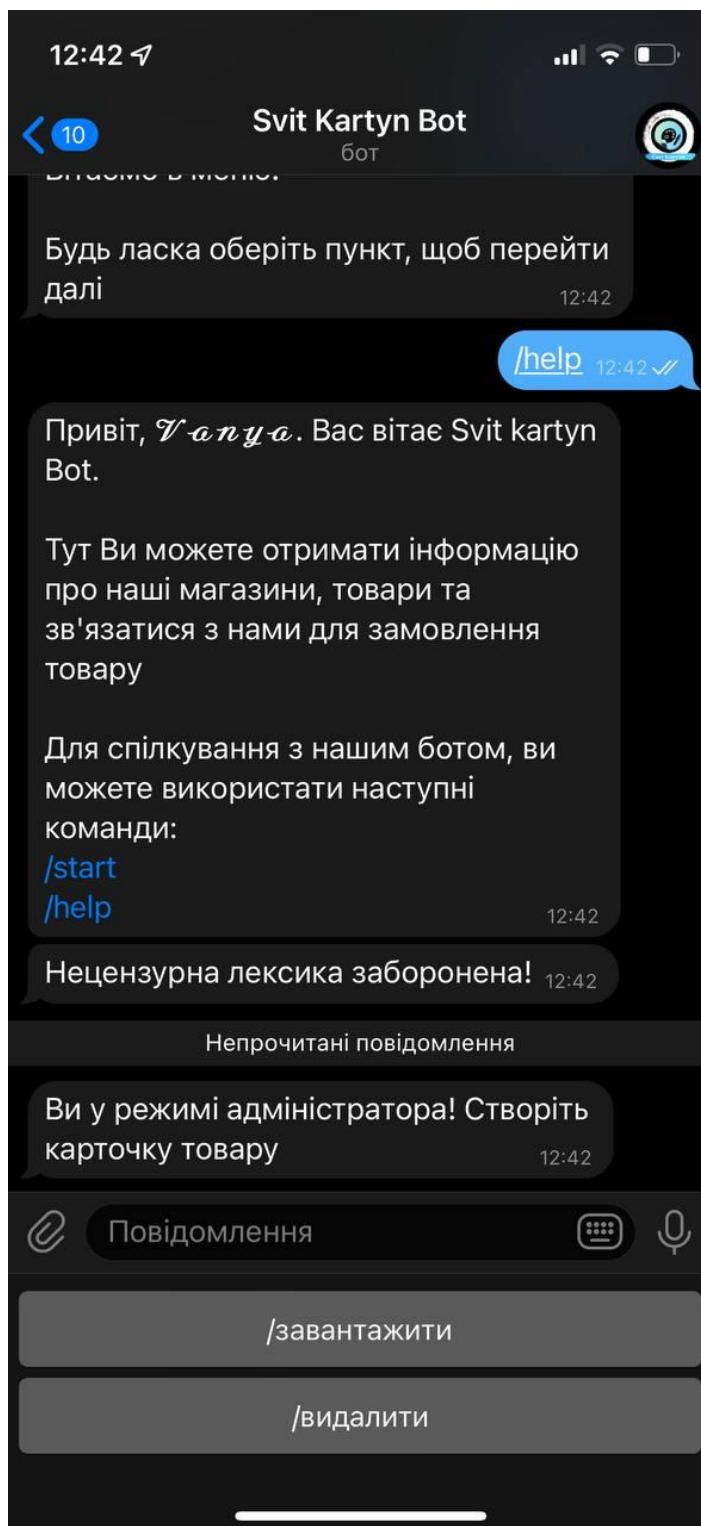 12:42
10
Svit Kartyn Bot
бот
Вітаємо в меню!
Будь ласка оберіть пункт, щоб перейти
далі
12:42
/help 12:42
Привіт, 𝒱𝒶𝓃𝓎𝒶. Вас вітає Svit kartyn
Bot.
Тут Ви можете отримати інформацію
про наші магазини, товари та
зв'язатися з нами для замовлення
товару
Для спілкування з нашим ботом, ви
можете використати наступні
команди:
/start
/help
12:42
Нецензурна лексика заборонена! 12:42
Непрочитані повідомлення
Ви у режимі адміністратора! Створіть
карточку товару
12:42
Повідомлення
/завантажити
/видалити